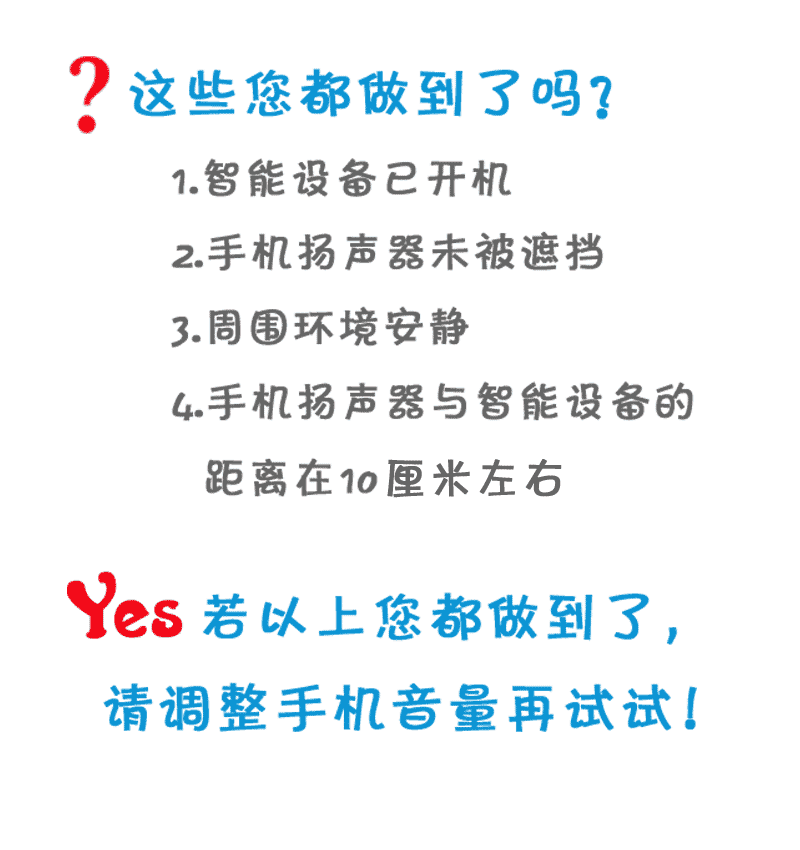 ? 这些您都做到了吗?
1.智能设备已开机
2.手机扬声器未被遮挡
3.周围环境安静
4.手机扬声器与智能设备的
距离在10厘米左右
Yes 若以上您都做到了,
请调整手机音量再试试!